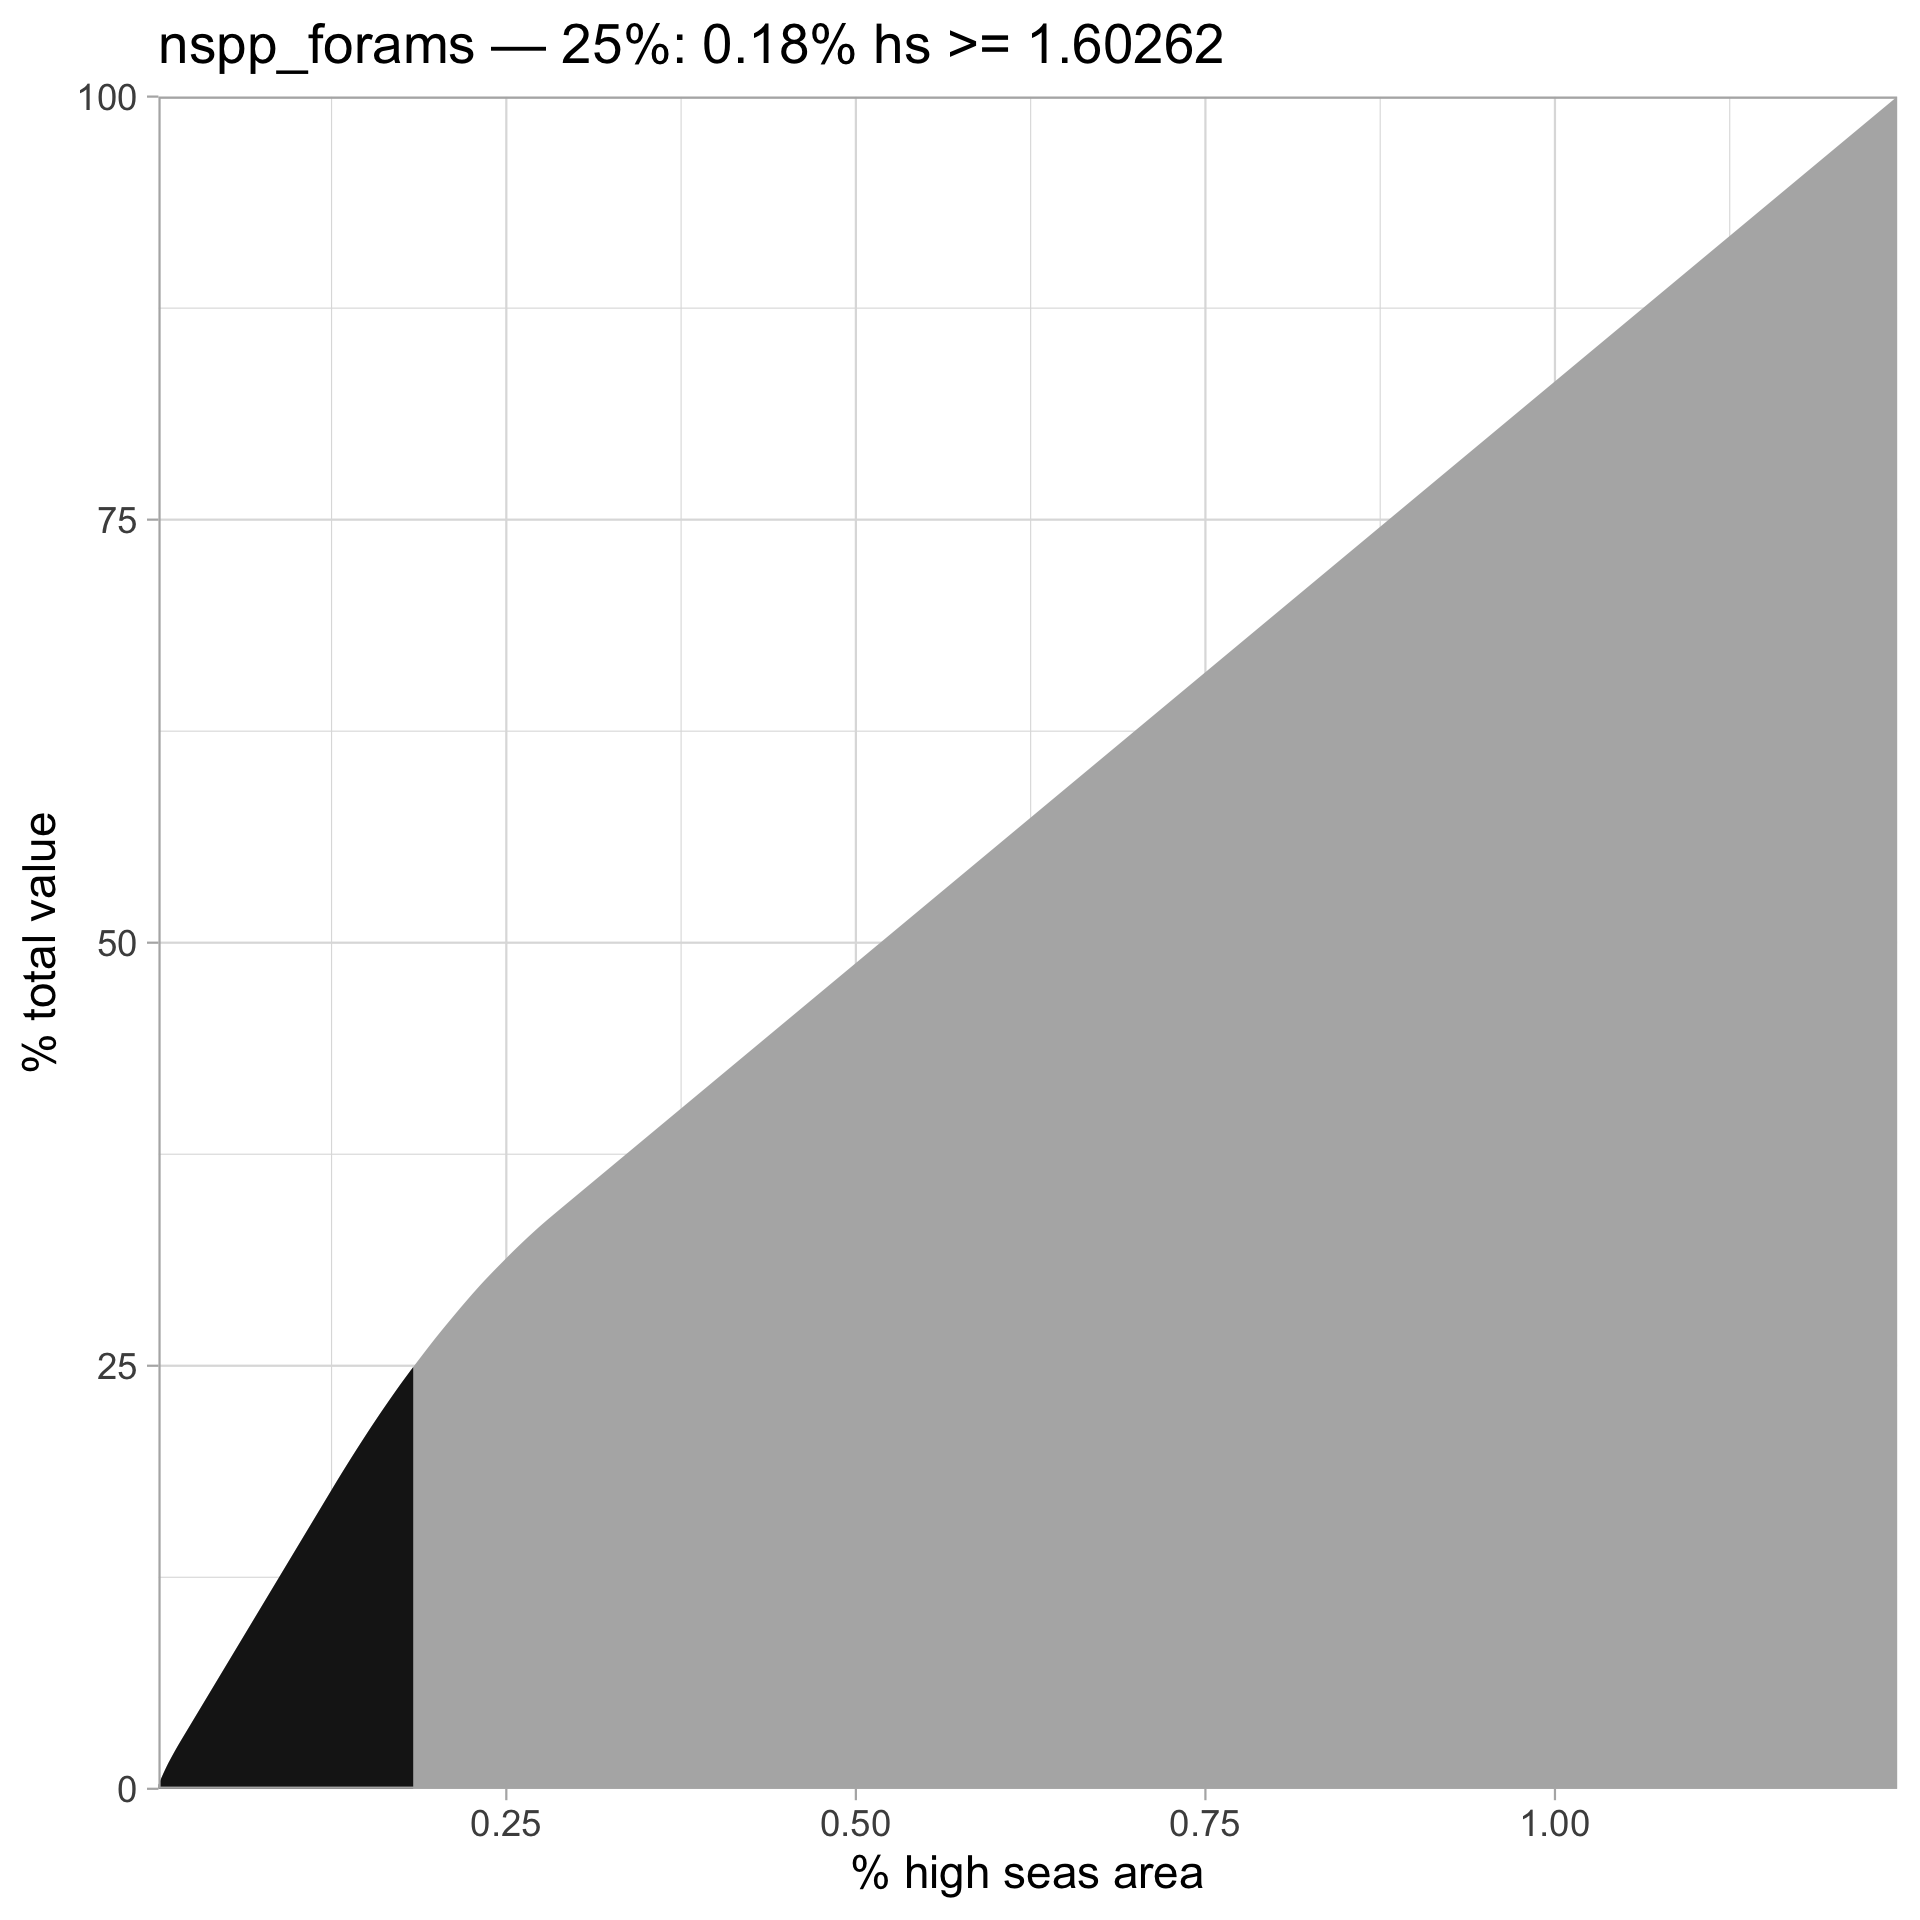 nspp_forams — 25%: 0.18% hs >= 1.60262
100
75
50
25
0
% total value
0.25 0.50 0.75 1.00
% high seas area